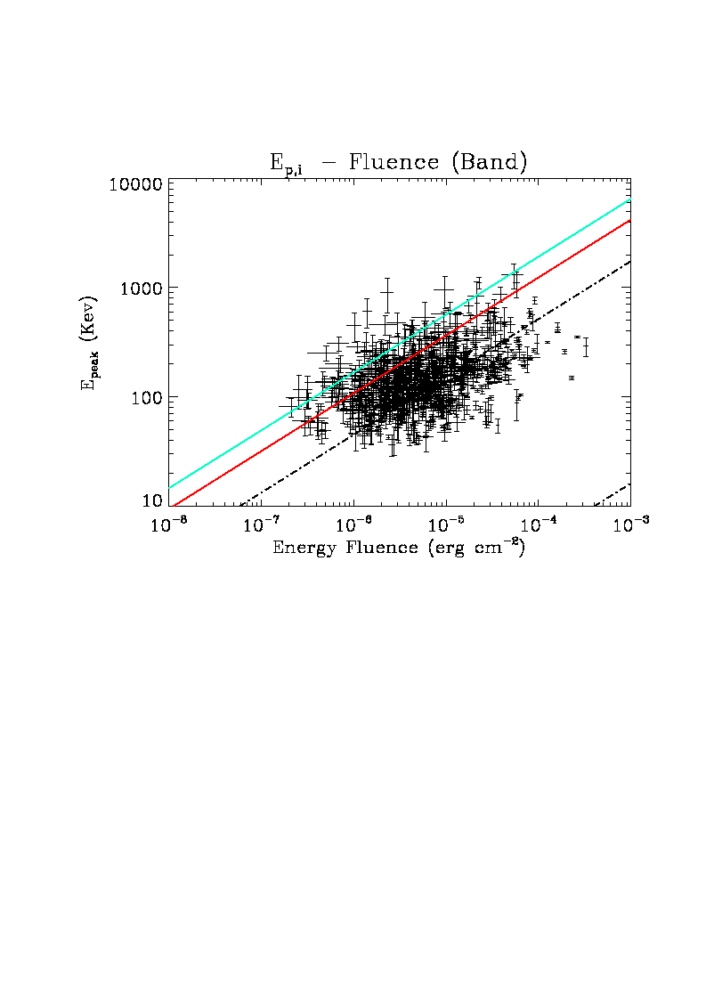 E_p,i − Fluence (Band)
10000
1000
100
10
E_peak (Kev)
10^−8 10^−7 10^−6 10^−5 10^−4 10^−3
Energy Fluence (erg cm^−2)